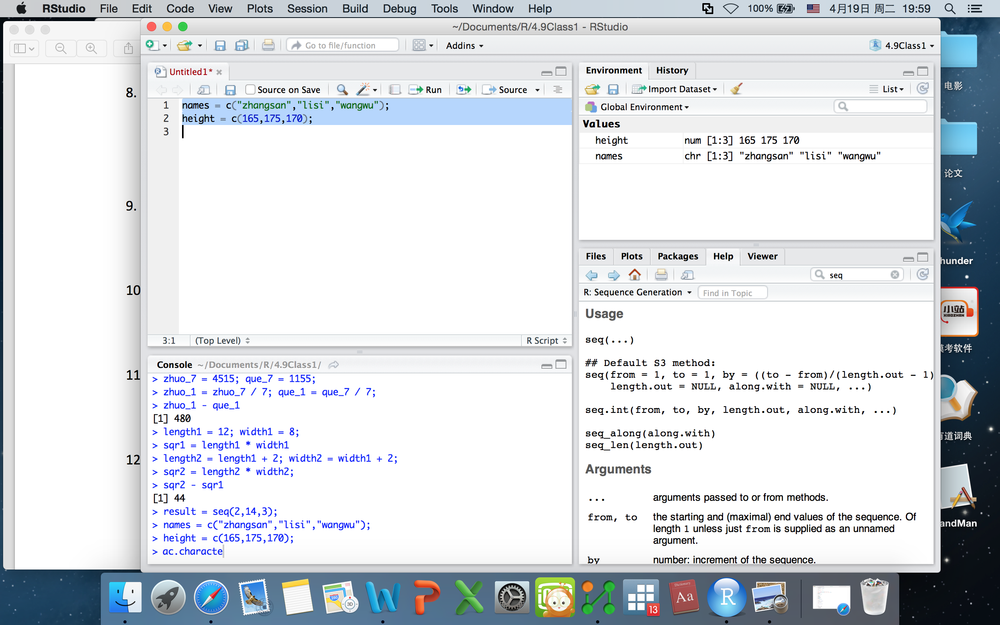 RStudio File Edit Code View Plots Session Build Debug Tools Window Help 100% 4月19日 周二 19:59
~/Documents/R/4.9Class1 - RStudio
Go to file/function Addins 4.9Class1
Untitled1*
Source on Save Run Source
1 names = c("zhangsan","lisi","wangwu");
2 height = c(165,175,170);
3
3:1 (Top Level) R Script
Console ~/Documents/R/4.9Class1/
> zhuo_7 = 4515; que_7 = 1155;
> zhuo_1 = zhuo_7 / 7; que_1 = que_7 / 7;
> zhuo_1 - que_1
[1] 480
> length1 = 12; width1 = 8;
> sqr1 = length1 * width1
> length2 = length1 + 2; width2 = width1 + 2;
> sqr2 = length2 * width2;
> sqr2 - sqr1
[1] 44
> result = seq(2,14,3);
> names = c("zhangsan","lisi","wangwu");
> height = c(165,175,170);
> ac.characte
Environment History
Import Dataset List
Global Environment
Values
height num [1:3] 165 175 170
names chr [1:3] "zhangsan" "lisi" "wangwu"
Files Plots Packages Help Viewer
seq
R: Sequence Generation Find in Topic
Usage
seq(...)
## Default S3 method:
seq(from = 1, to = 1, by = ((to - from)/(length.out - 1)
length.out = NULL, along.with = NULL, ...)
seq.int(from, to, by, length.out, along.with, ...)
seq_along(along.with)
seq_len(length.out)
Arguments
... arguments passed to or from methods.
from, to the starting and (maximal) end values of the sequence. Of
length 1 unless just from is supplied as an unnamed
argument.
by number: increment of the sequence.
8.
9.
10
11
12
电影
论文
hunder
小站
XIAOZHAN
考软件
道词典
andMan
280
3D
13
Dictionary
Aa
R